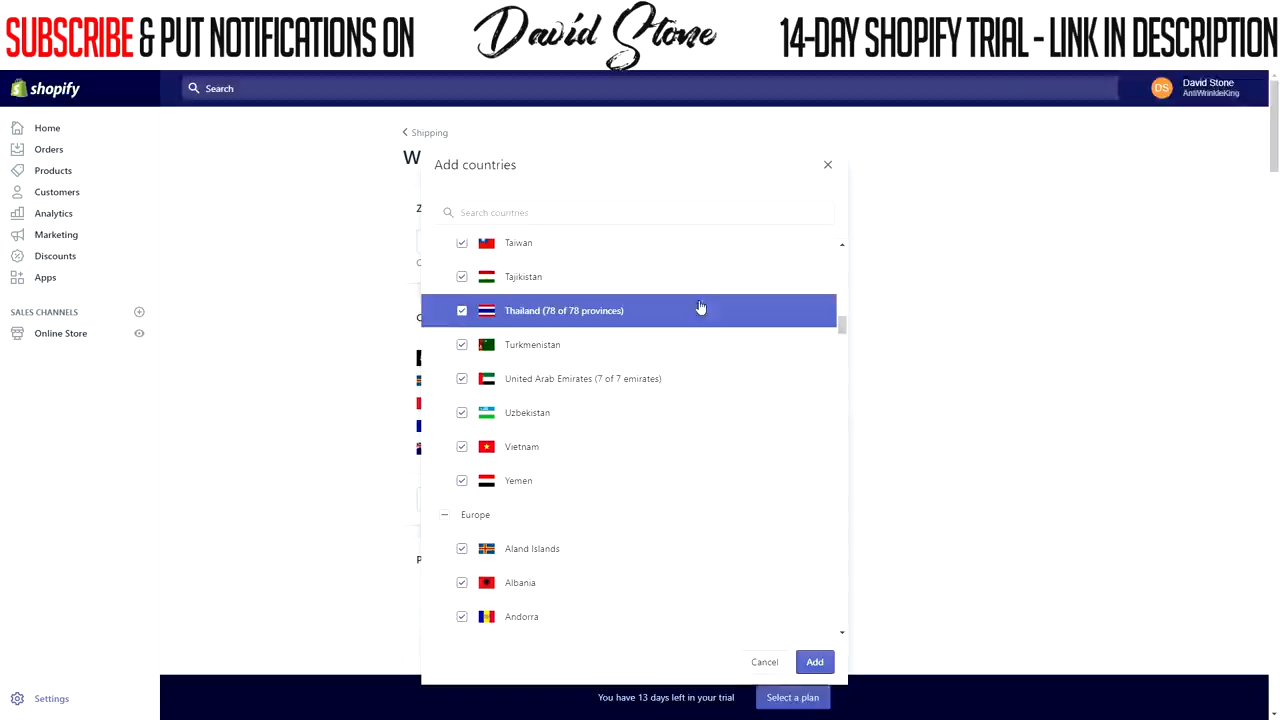 SUBSCRIBE & PUT NOTIFICATIONS ON
David Stone
14-DAY SHOPIFY TRIAL - LINK IN DESCRIPTION
shopify
Search
DS
David Stone
AntiWrinkleKing
Home
Orders
Products
Customers
Analytics
Marketing
Discounts
Apps
SALES CHANNELS
Online Store
Settings
Shipping
W
Z
C
C
P
Add countries
Search countries
Taiwan
Tajikistan
Thailand (78 of 78 provinces)
Turkmenistan
United Arab Emirates (7 of 7 emirates)
Uzbekistan
Vietnam
Yemen
Europe
Aland Islands
Albania
Andorra
Cancel
Add
You have 13 days left in your trial
Select a plan